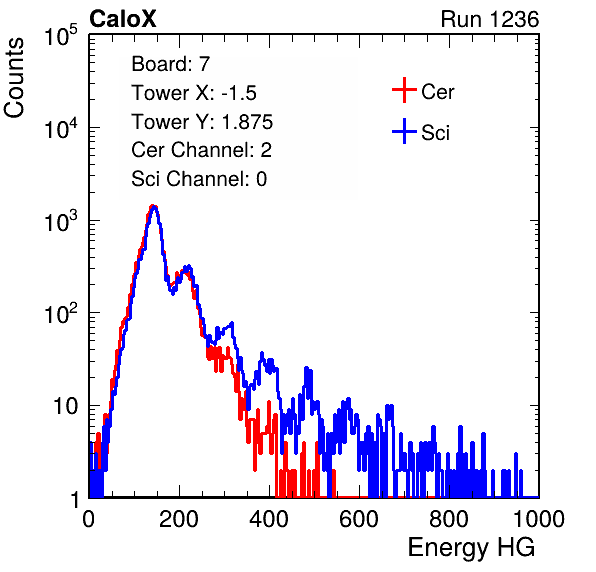 CaloX Run 1236
Counts
10^5
10^4
10^3
10^2
10
1
Board: 7
Tower X: -1.5
Tower Y: 1.875
Cer Channel: 2
Sci Channel: 0
Cer
Sci
0 200 400 600 800 1000
Energy HG